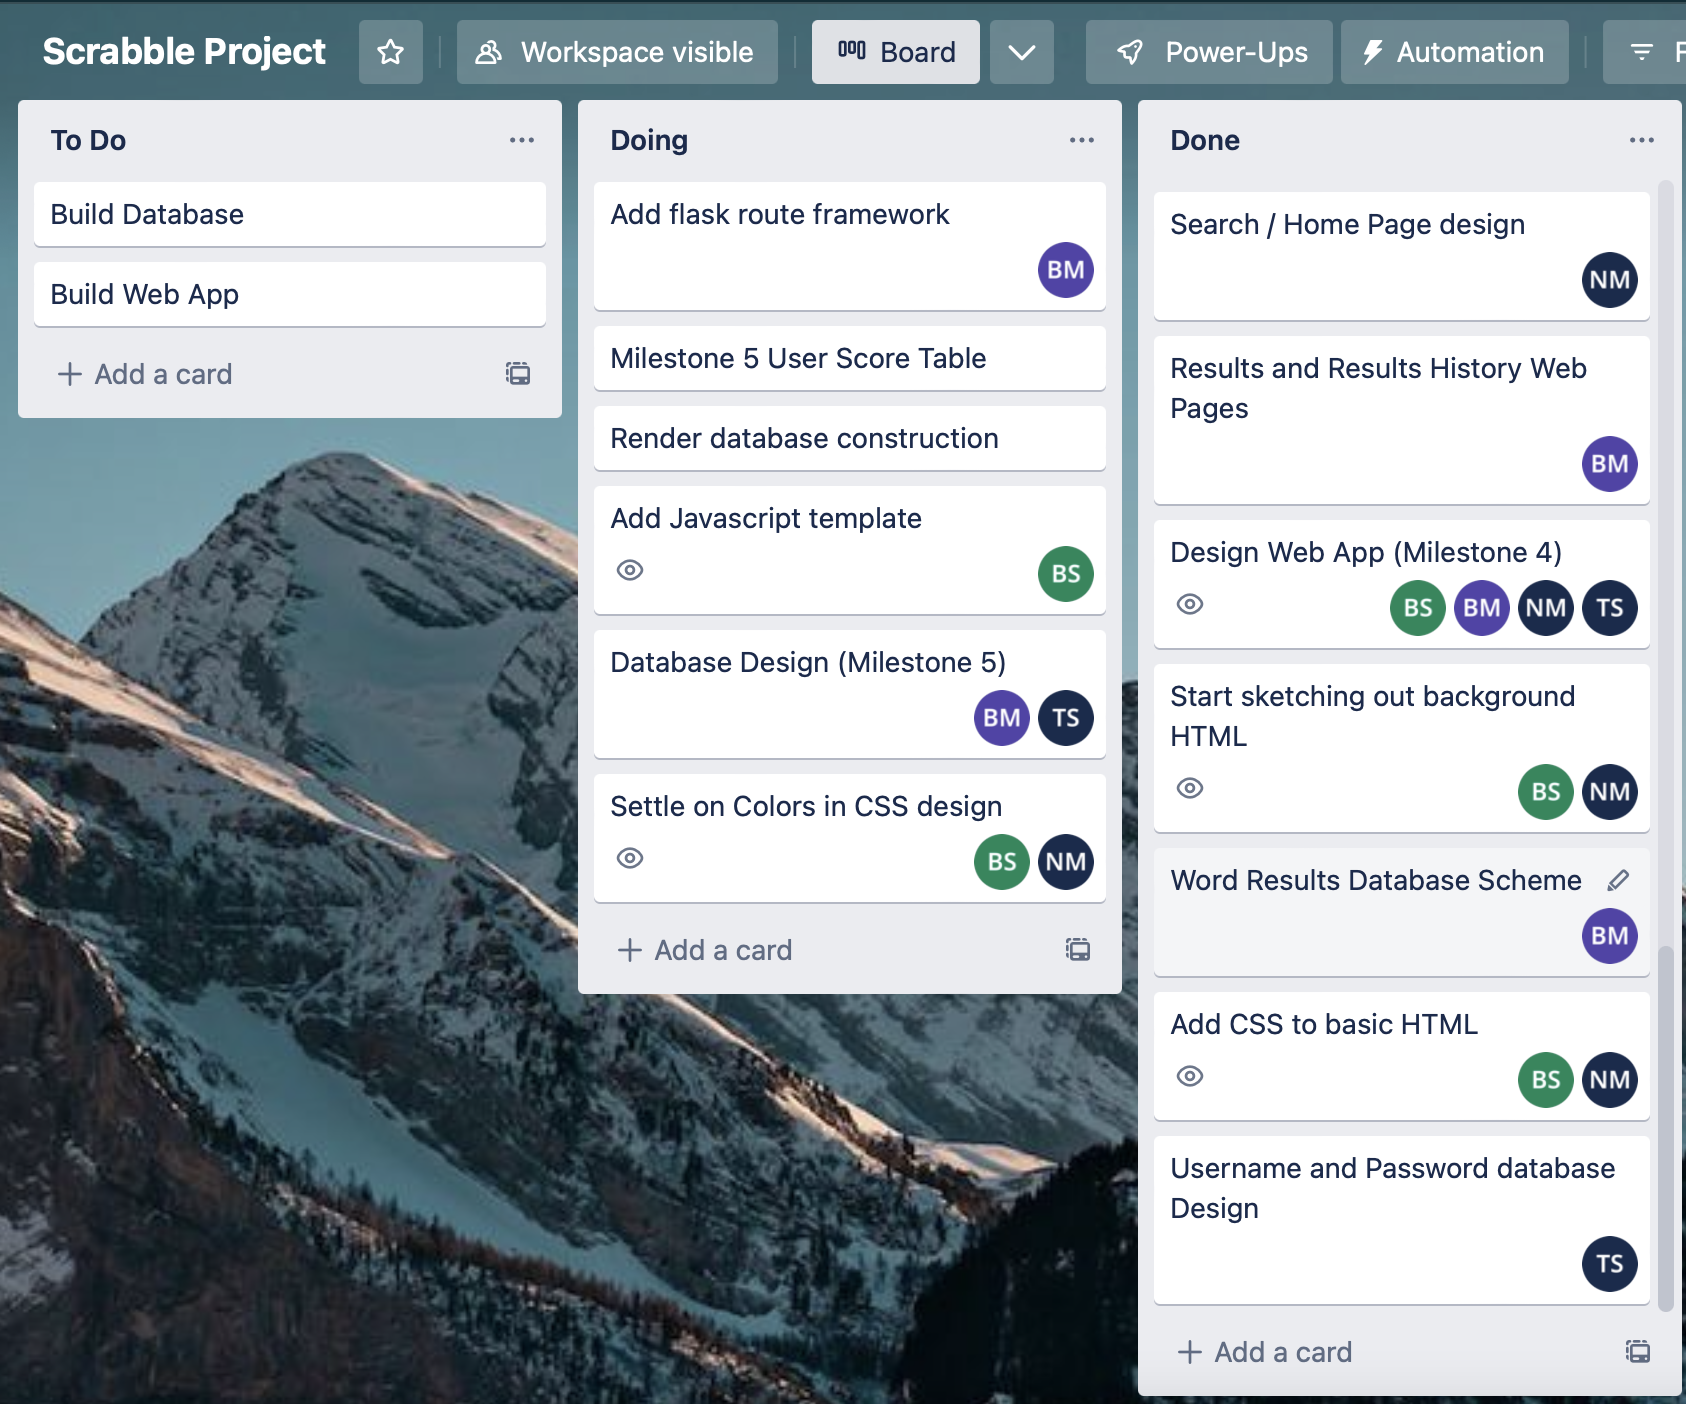 Scrabble Project
Workspace visible
Board
Power-Ups
Automation
To Do
Build Database
Build Web App
Add a card
Doing
Add flask route framework
BM
Milestone 5 User Score Table
Render database construction
Add Javascript template
BS
Database Design (Milestone 5)
BM TS
Settle on Colors in CSS design
BS NM
Add a card
Done
Search / Home Page design
NM
Results and Results History Web
Pages
BM
Design Web App (Milestone 4)
BS BM NM TS
Start sketching out background
HTML
BS NM
Word Results Database Scheme
BM
Add CSS to basic HTML
BS NM
Username and Password database
Design
TS
Add a card